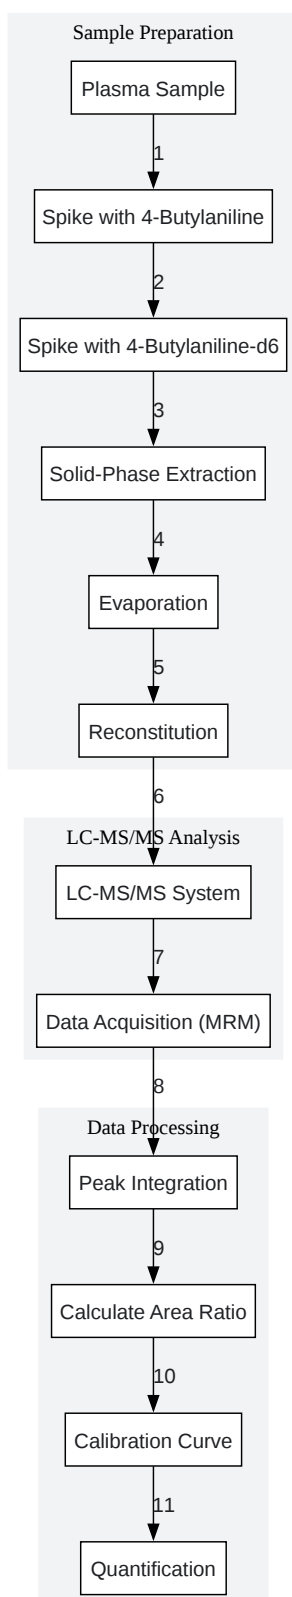 Sample Preparation
Plasma Sample
1
Spike with 4-Butylaniline
2
Spike with 4-Butylaniline-d6
3
Solid-Phase Extraction
4
Evaporation
5
Reconstitution
6
LC-MS/MS Analysis
LC-MS/MS System
7
Data Acquisition (MRM)
8
Data Processing
Peak Integration
9
Calculate Area Ratio
10
Calibration Curve
11
Quantification